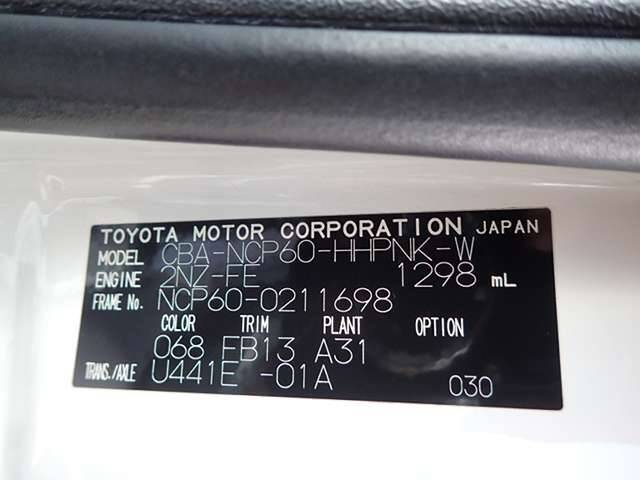 TOYOTA MOTOR CORPORATION JAPAN
MODEL CBA-NCP60-HHPNK-W
ENGINE 2NZ-FE 1298 mL
FRAME No. NCP60-0211698
COLOR TRIM PLANT OPTION
068 FB13 A31
TRANS./AXLE U441E -01A 030